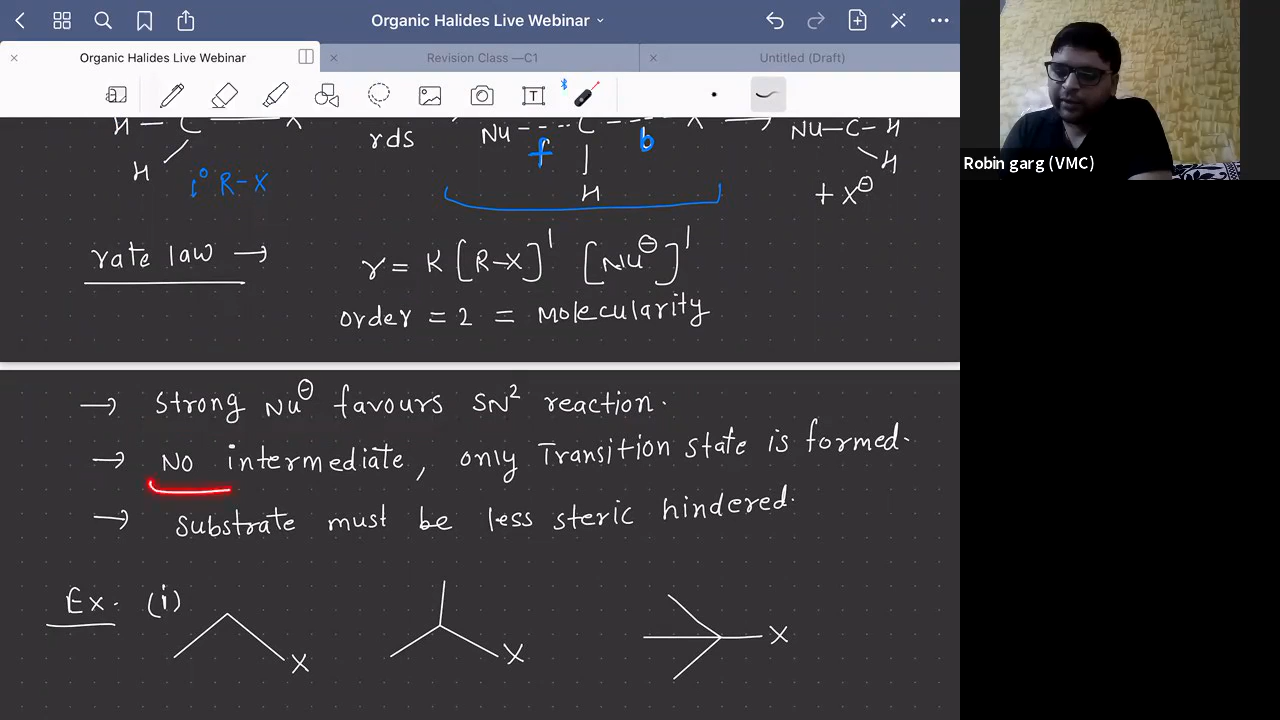 Organic Halides Live Webinar
Organic Halides Live Webinar
Revision Class —C1
Untitled (Draft)
T
Robin garg (VMC)
H — C — X
H
1° R-X
rds
Nu --- C --- X
f b
H
Nu—C—H
H
+ X⊖
rate law →
r = K [R-X]¹ [Nu⊖]¹
order = 2 = Molecularity
→ Strong Nu⊖ favours SN² reaction.
→ NO intermediate, only Transition state is formed.
→ Substrate must be less steric hindered.
Ex. (i)
X
X
X